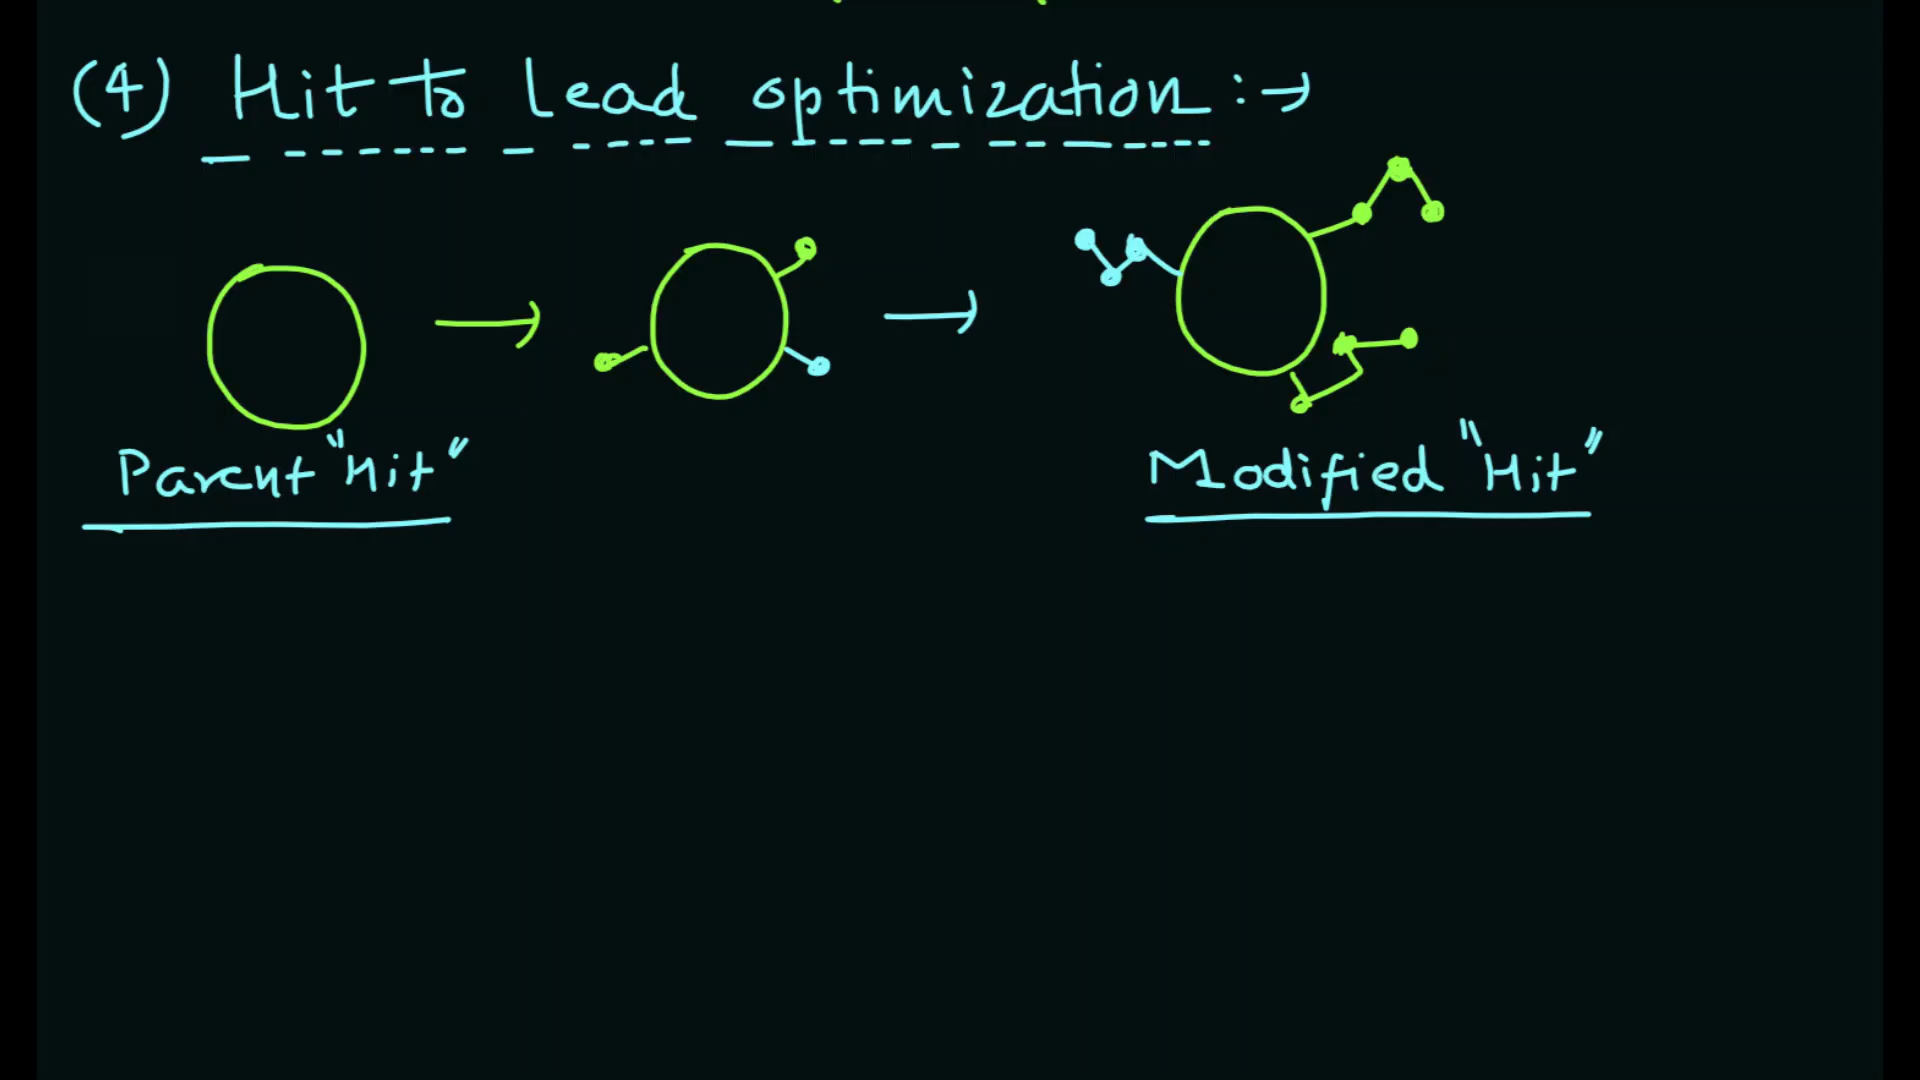 (4) Hit to Lead optimization :→
Parent "Hit"
Modified "Hit"